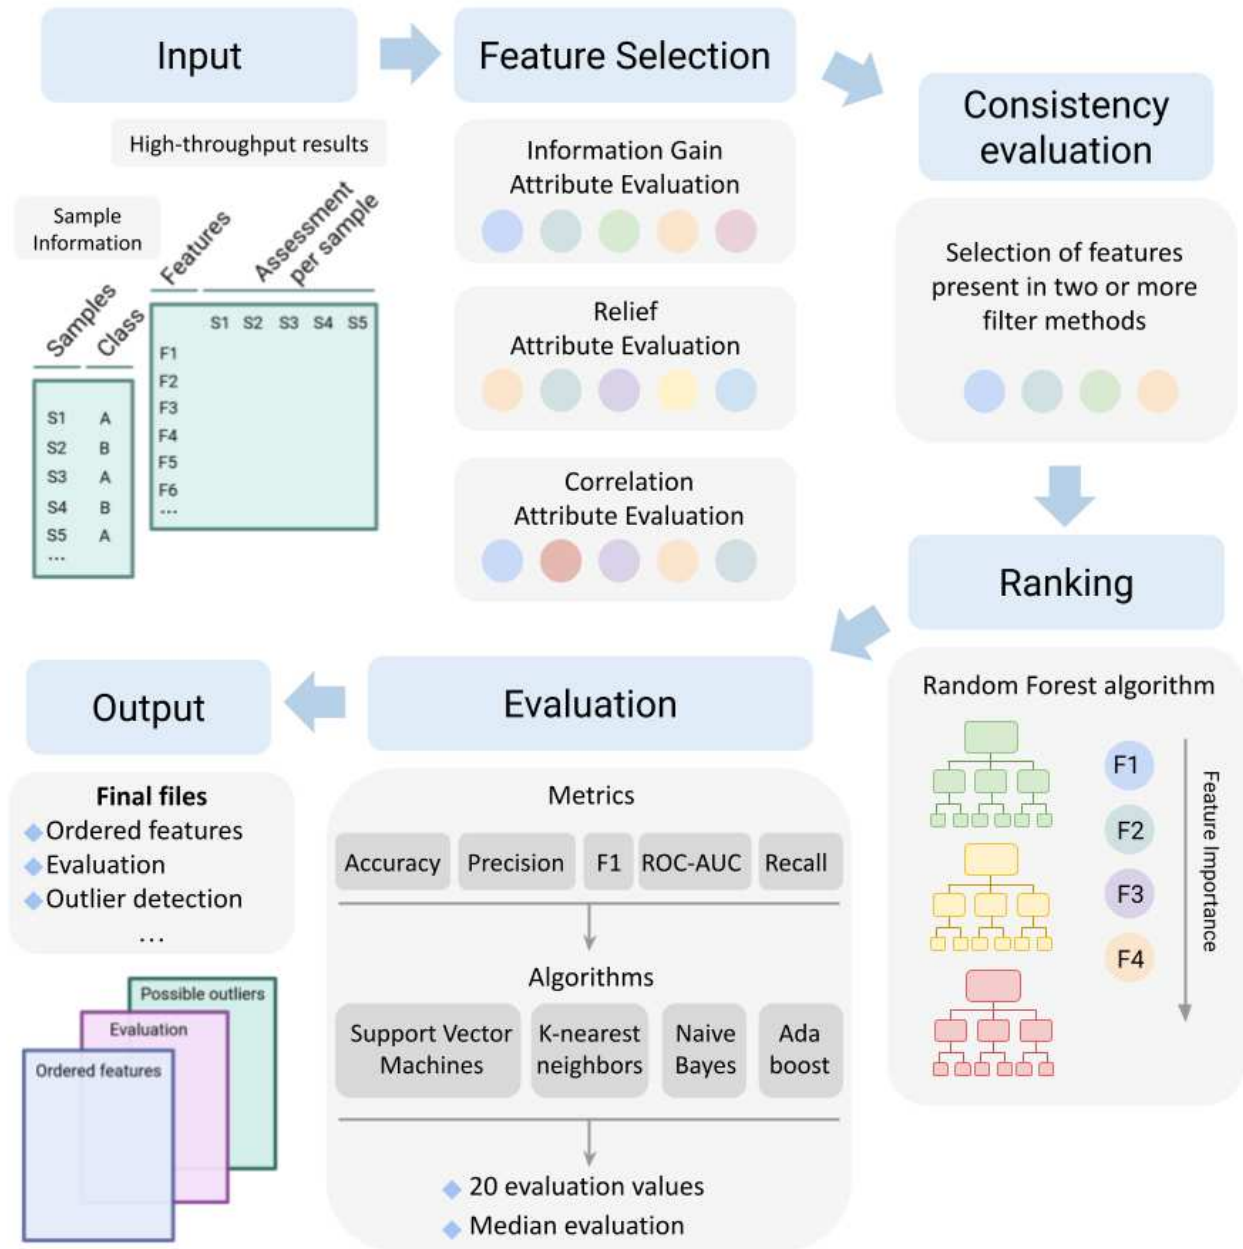 Input
High-throughput results
Sample
Information
Samples
Class
S1 A
S2 B
S3 A
S4 B
S5 A
...
Features
Assessment
per sample
S1 S2 S3 S4 S5
F1
F2
F3
F4
F5
F6
...
Feature Selection
Information Gain
Attribute Evaluation
Relief
Attribute Evaluation
Correlation
Attribute Evaluation
Consistency
evaluation
Selection of features
present in two or more
filter methods
Ranking
Random Forest algorithm
F1
F2
F3
F4
Feature Importance
Evaluation
Metrics
Accuracy Precision F1 ROC-AUC Recall
Algorithms
Support Vector
Machines
K-nearest
neighbors
Naive
Bayes
Ada
boost
20 evaluation values
Median evaluation
Output
Final files
Ordered features
Evaluation
Outlier detection
...
Possible outliers
Evaluation
Ordered features